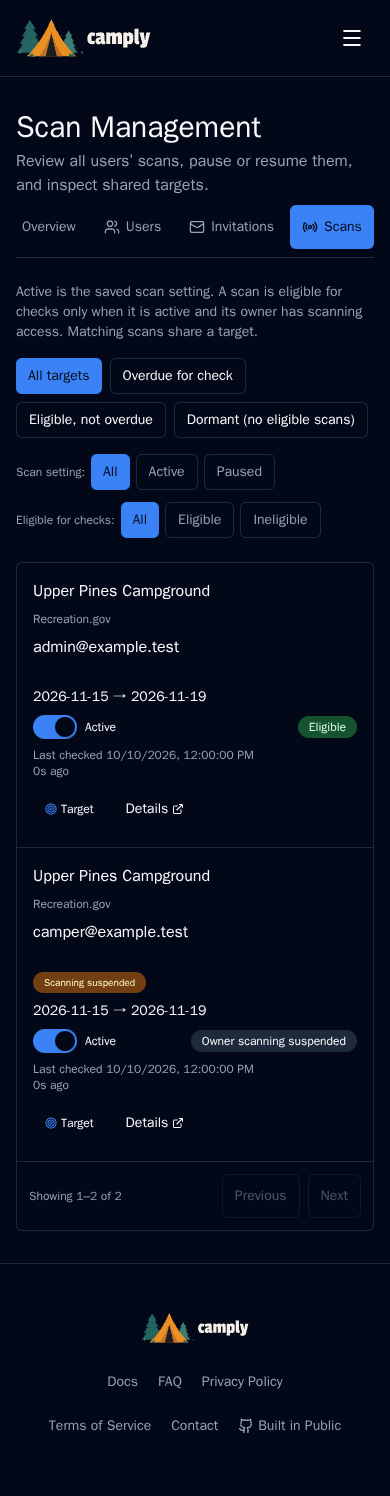 camply
Scan Management
Review all users' scans, pause or resume them,
and inspect shared targets.
Overview Users Invitations Scans
Active is the saved scan setting. A scan is eligible for
checks only when it is active and its owner has scanning
access. Matching scans share a target.
All targets Overdue for check
Eligible, not overdue Dormant (no eligible scans)
Scan setting: All Active Paused
Eligible for checks: All Eligible Ineligible
Upper Pines Campground
Recreation.gov
admin@example.test
2026-11-15 → 2026-11-19
Active Eligible
Last checked 10/10/2026, 12:00:00 PM
0s ago
Target Details
Upper Pines Campground
Recreation.gov
camper@example.test
Scanning suspended
2026-11-15 → 2026-11-19
Active Owner scanning suspended
Last checked 10/10/2026, 12:00:00 PM
0s ago
Target Details
Showing 1–2 of 2 Previous Next
camply
Docs FAQ Privacy Policy
Terms of Service Contact Built in Public